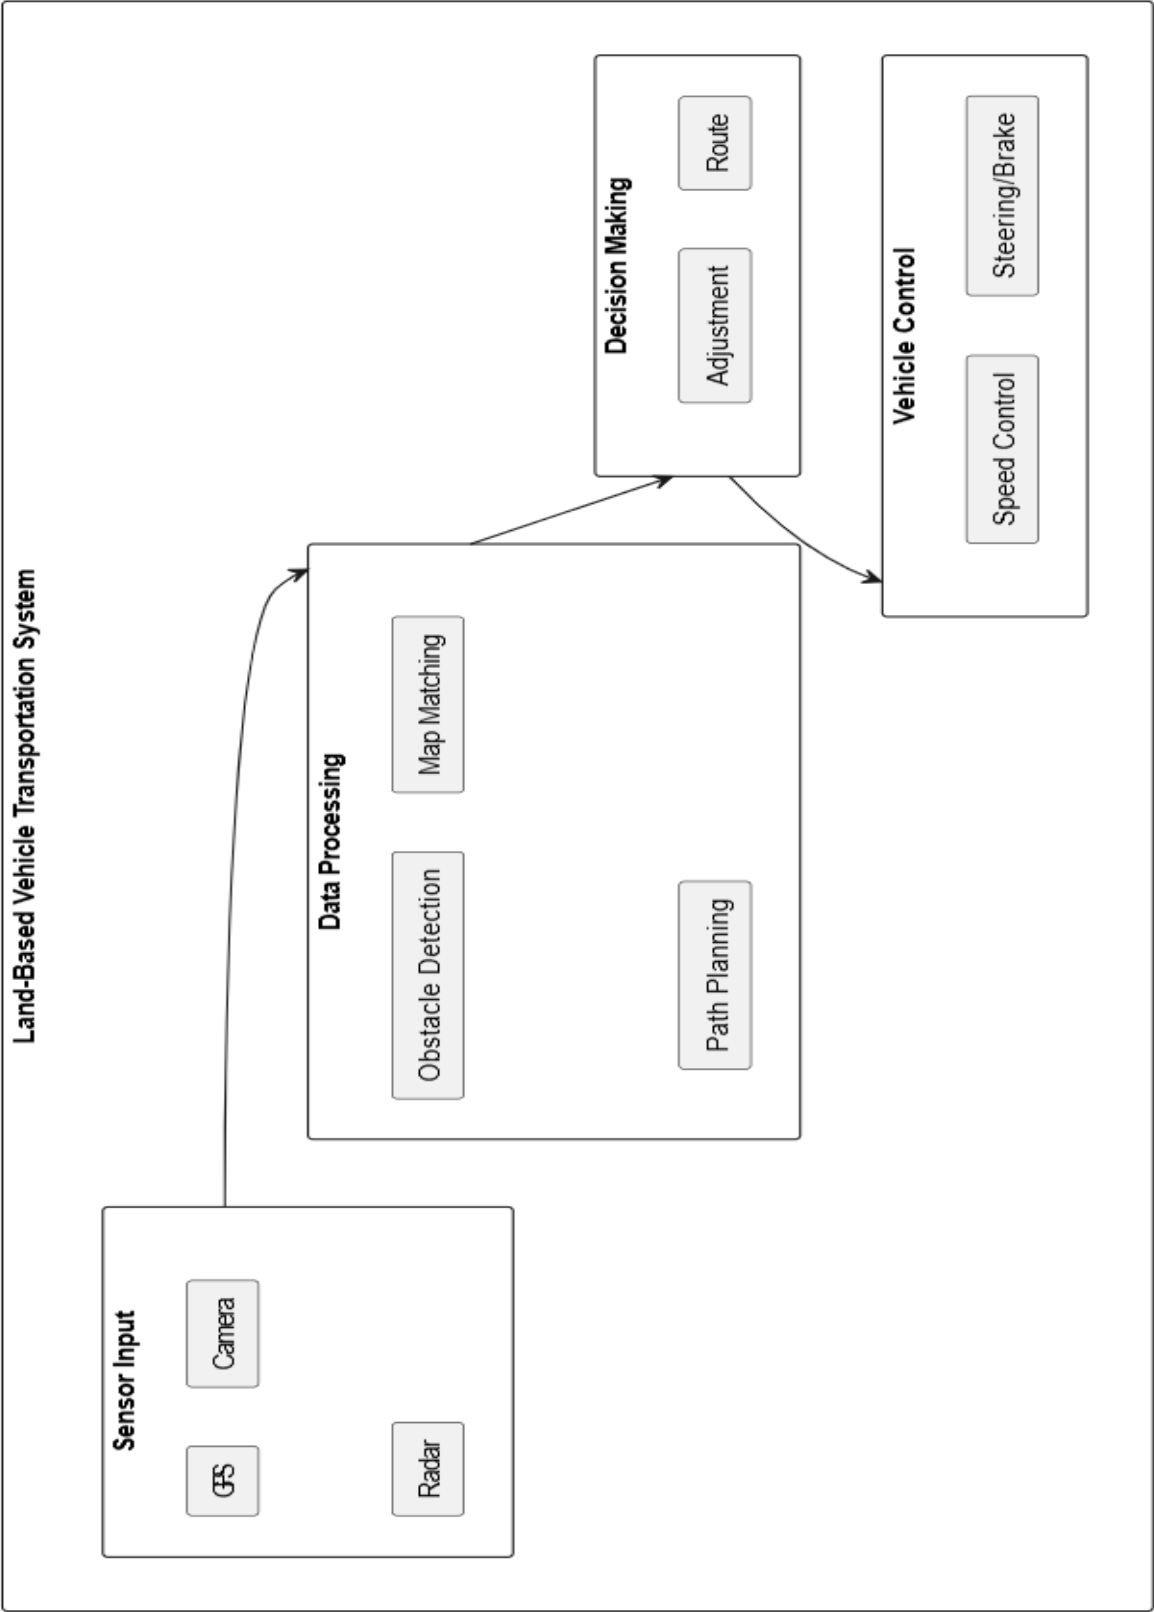 Land-Based Vehicle Transportation System
Sensor Input
GPS
Camera
Radar
Data Processing
Obstacle Detection
Map Matching
Path Planning
Decision Making
Adjustment
Route
Vehicle Control
Speed Control
Steering/Brake